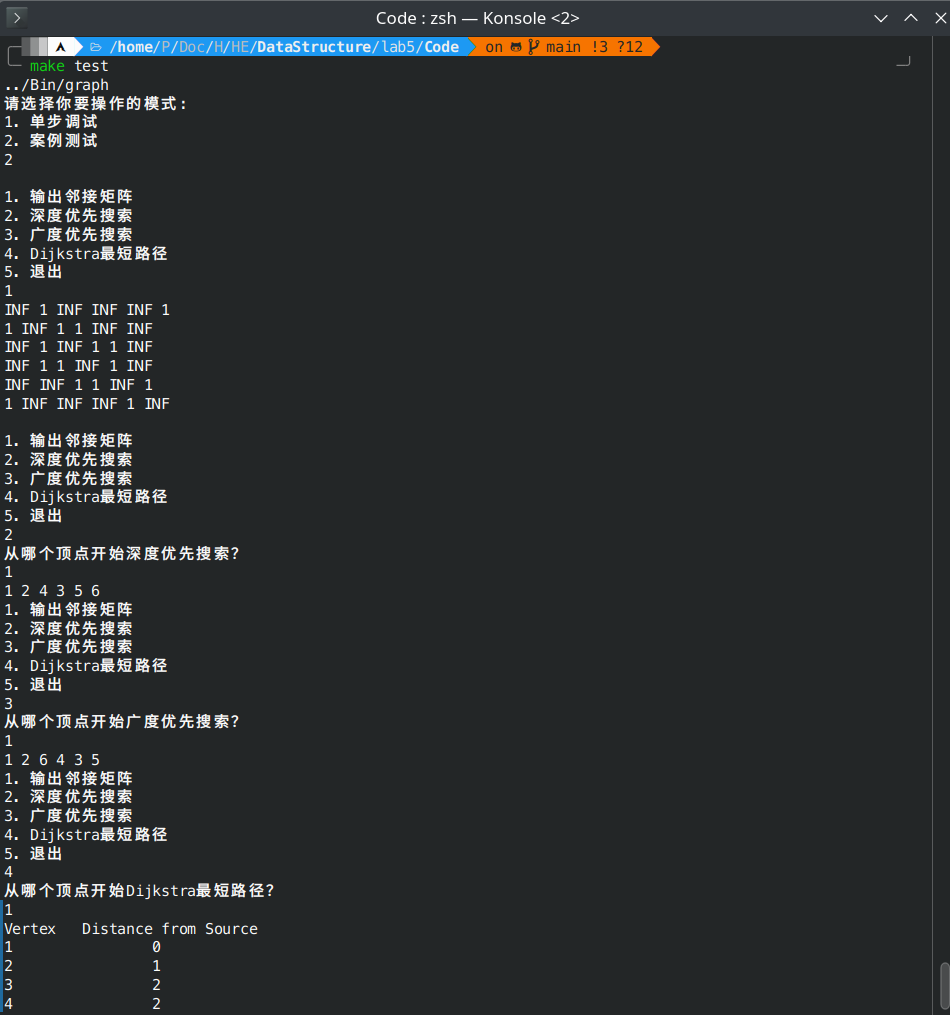 Code : zsh — Konsole <2>
/home/P/Doc/H/HE/DataStructure/lab5/Code on main !3 ?12
make test
../Bin/graph
请选择你要操作的模式:
1. 单步调试
2. 案例测试
2
1. 输出邻接矩阵
2. 深度优先搜索
3. 广度优先搜索
4. Dijkstra最短路径
5. 退出
1
INF 1 INF INF INF 1
1 INF 1 1 INF INF
INF 1 INF 1 1 INF
INF 1 1 INF 1 INF
INF INF 1 1 INF 1
1 INF INF INF 1 INF
1. 输出邻接矩阵
2. 深度优先搜索
3. 广度优先搜索
4. Dijkstra最短路径
5. 退出
2
从哪个顶点开始深度优先搜索?
1
1 2 4 3 5 6
1. 输出邻接矩阵
2. 深度优先搜索
3. 广度优先搜索
4. Dijkstra最短路径
5. 退出
3
从哪个顶点开始广度优先搜索?
1
1 2 6 4 3 5
1. 输出邻接矩阵
2. 深度优先搜索
3. 广度优先搜索
4. Dijkstra最短路径
5. 退出
4
从哪个顶点开始Dijkstra最短路径?
1
Vertex   Distance from Source
1                0
2                1
3                2
4                2